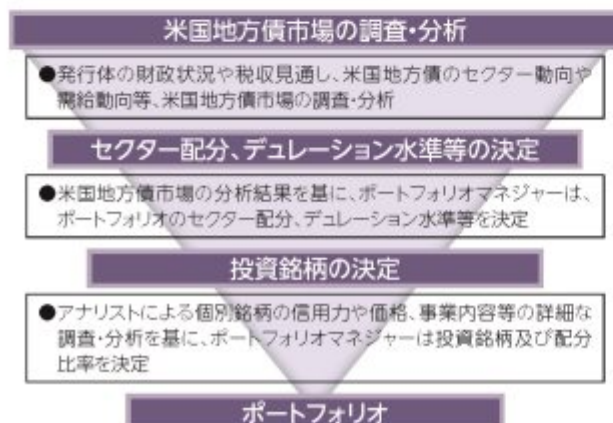 米国地方債市場の調査・分析
●発行体の財政状況や税収見通し、米国地方債のセクター動向や
需給動向等、米国地方債市場の調査・分析
セクター配分、デュレーション水準等の決定
●米国地方債市場の分析結果を基に、ポートフォリオマネジャーは、
ポートフォリオのセクター配分、デュレーション水準等を決定
投資銘柄の決定
●アナリストによる個別銘柄の信用力や価格、事業内容等の詳細な
調査・分析を基に、ポートフォリオマネジャーは投資銘柄及び配分
比率を決定
ポートフォリオ